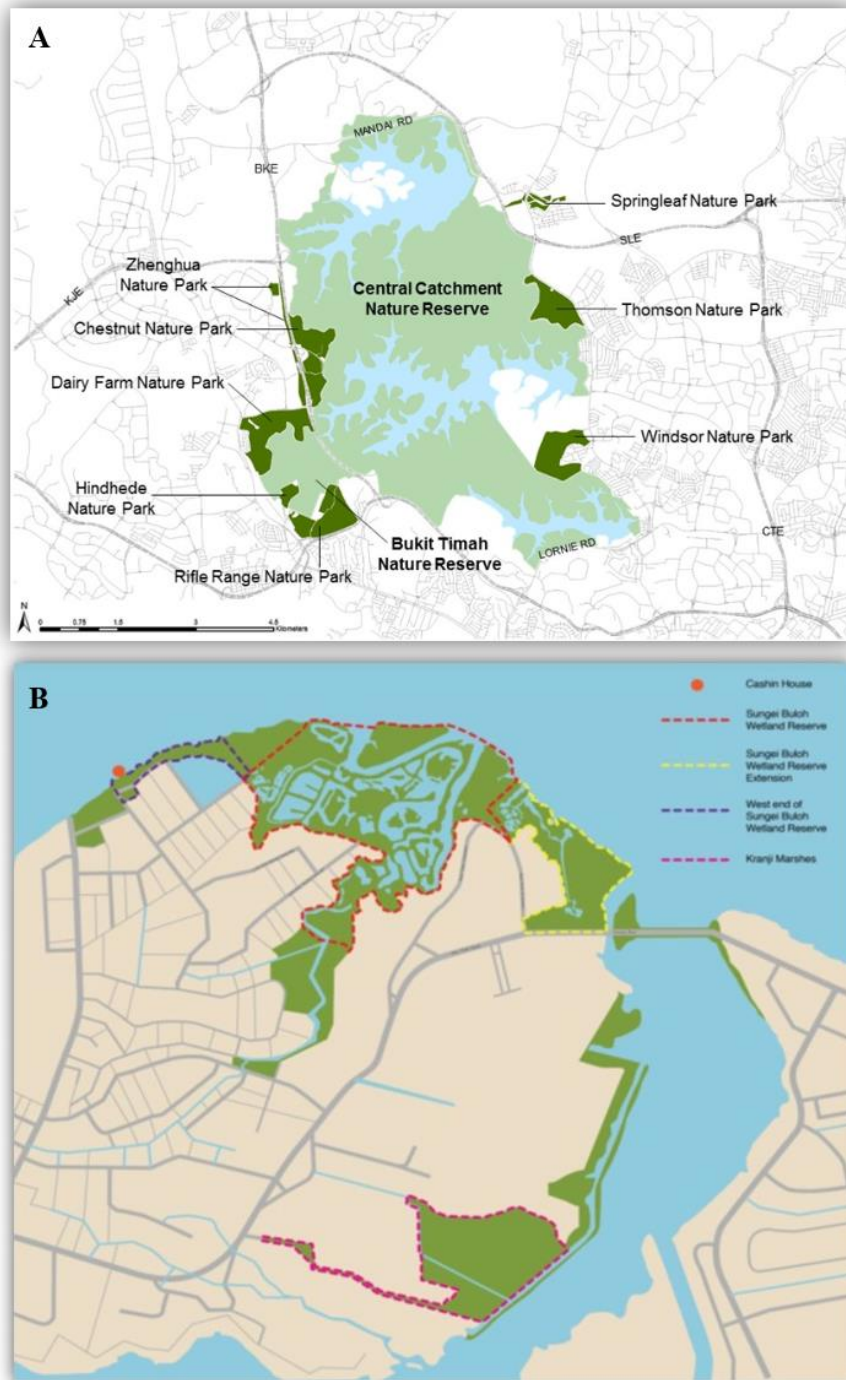 A
MANDAI RD
BKE
Springleaf Nature Park
SLE
Zhenghua
Nature Park
KJE
Central Catchment
Nature Reserve
Chestnut Nature Park
Thomson Nature Park
Dairy Farm Nature Park
Windsor Nature Park
Hindhede
Nature Park
Bukit Timah
Nature Reserve
CTE
LORNIE RD
Rifle Range Nature Park
N
0 0.75 1.5 3 4.5
Kilometers
B
Cashin House
Sungei Buloh
Wetland Reserve
Sungei Buloh
Wetland Reserve
Extension
West end of
Sungei Buloh
Wetland Reserve
Kranji Marshes